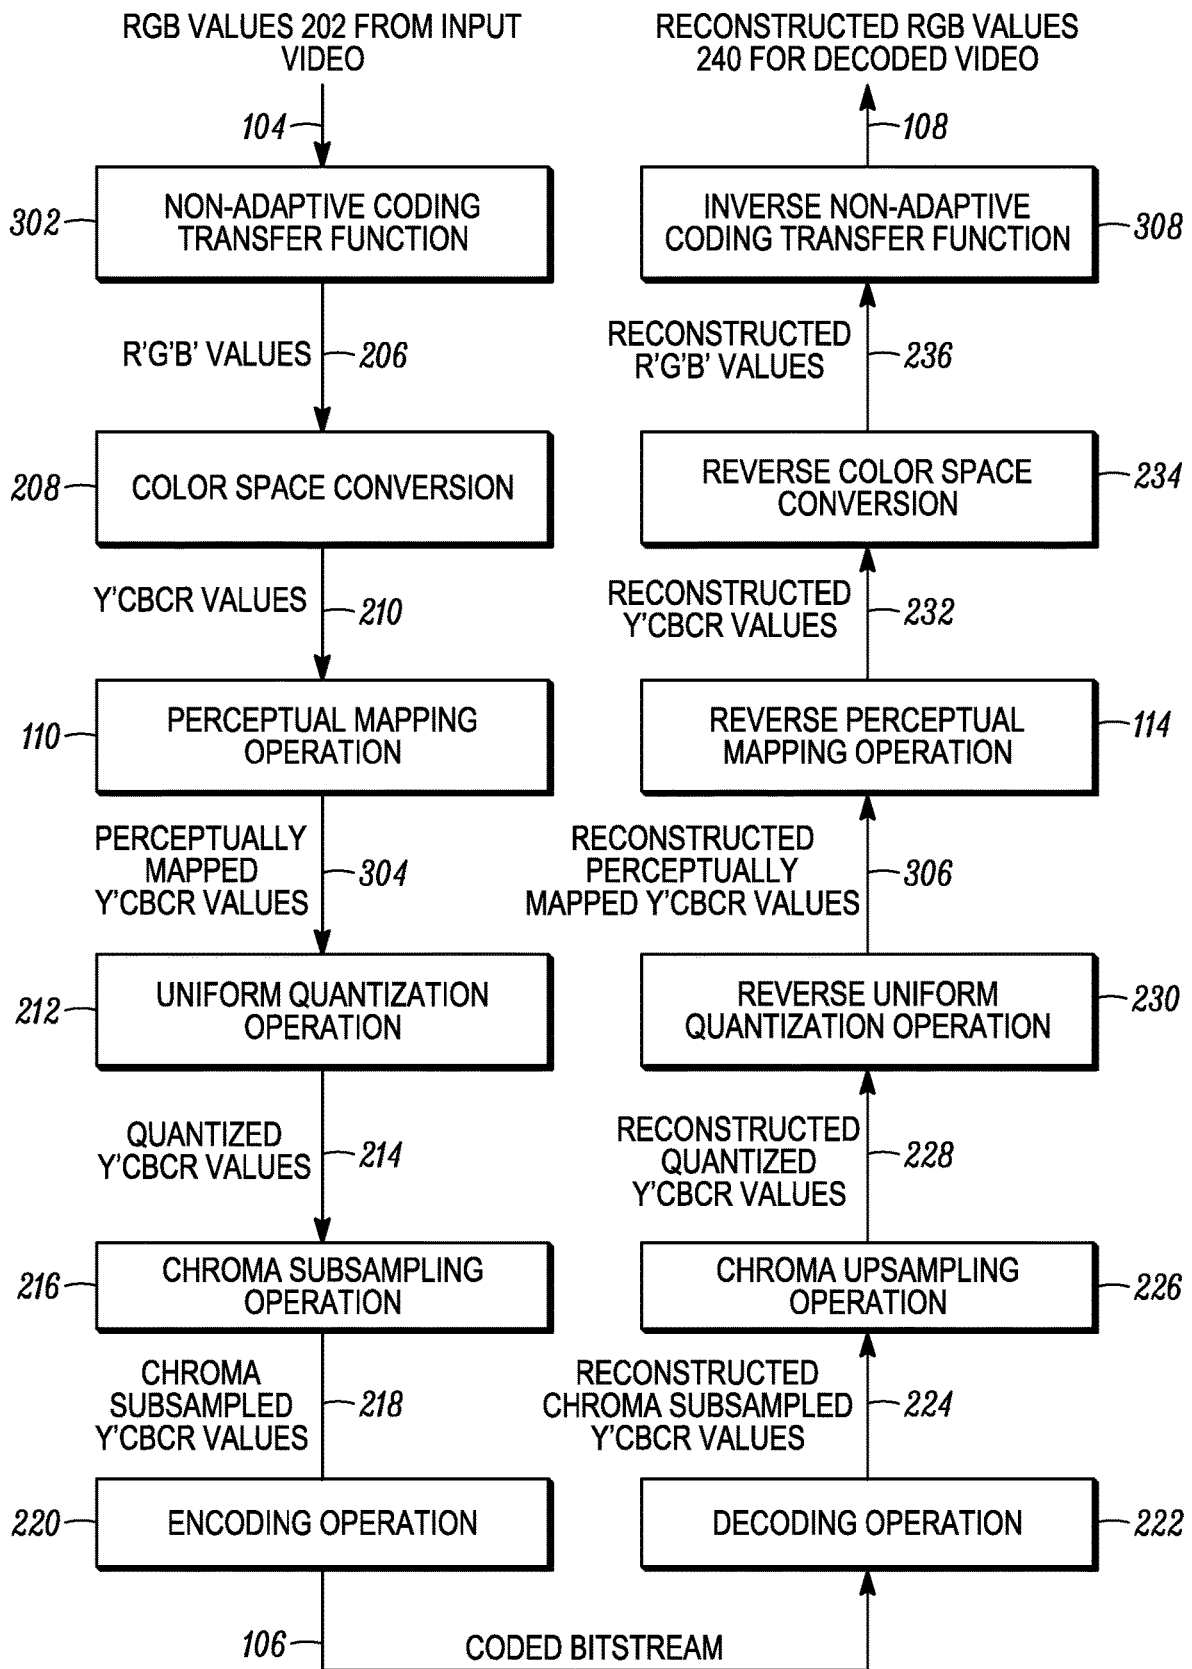 RGB VALUES 202 FROM INPUT
VIDEO
104
302
NON-ADAPTIVE CODING
TRANSFER FUNCTION
R'G'B' VALUES
206
208
COLOR SPACE CONVERSION
Y'CBCR VALUES
210
110
PERCEPTUAL MAPPING
OPERATION
PERCEPTUALLY
MAPPED
Y'CBCR VALUES
304
212
UNIFORM QUANTIZATION
OPERATION
QUANTIZED
Y'CBCR VALUES
214
216
CHROMA SUBSAMPLING
OPERATION
CHROMA
SUBSAMPLED
Y'CBCR VALUES
218
220
ENCODING OPERATION
106
CODED BITSTREAM
RECONSTRUCTED RGB VALUES
240 FOR DECODED VIDEO
108
INVERSE NON-ADAPTIVE
CODING TRANSFER FUNCTION
308
RECONSTRUCTED
R'G'B' VALUES
236
REVERSE COLOR SPACE
CONVERSION
234
RECONSTRUCTED
Y'CBCR VALUES
232
REVERSE PERCEPTUAL
MAPPING OPERATION
114
RECONSTRUCTED
PERCEPTUALLY
MAPPED Y'CBCR VALUES
306
REVERSE UNIFORM
QUANTIZATION OPERATION
230
RECONSTRUCTED
QUANTIZED
Y'CBCR VALUES
228
CHROMA UPSAMPLING
OPERATION
226
RECONSTRUCTED
CHROMA SUBSAMPLED
Y'CBCR VALUES
224
DECODING OPERATION
222